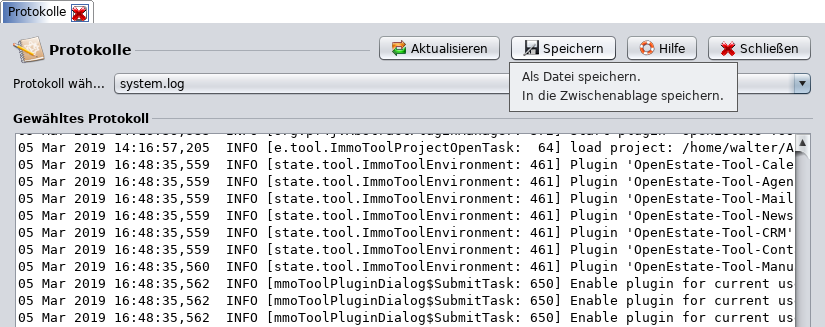 Protokolle
Protokolle
Aktualisieren
Speichern
Hilfe
Schließen
Protokoll wäh...
system.log
Als Datei speichern.
In die Zwischenablage speichern.
Gewähltes Protokoll
05 Mar 2019 14:16:57,205  INFO [e.tool.ImmoToolProjectOpenTask:  64] load project: /home/walter/A
05 Mar 2019 16:48:35,559  INFO [state.tool.ImmoToolEnvironment: 461] Plugin 'OpenEstate-Tool-Cale
05 Mar 2019 16:48:35,559  INFO [state.tool.ImmoToolEnvironment: 461] Plugin 'OpenEstate-Tool-Agen
05 Mar 2019 16:48:35,559  INFO [state.tool.ImmoToolEnvironment: 461] Plugin 'OpenEstate-Tool-Mail
05 Mar 2019 16:48:35,559  INFO [state.tool.ImmoToolEnvironment: 461] Plugin 'OpenEstate-Tool-News
05 Mar 2019 16:48:35,559  INFO [state.tool.ImmoToolEnvironment: 461] Plugin 'OpenEstate-Tool-CRM'
05 Mar 2019 16:48:35,559  INFO [state.tool.ImmoToolEnvironment: 461] Plugin 'OpenEstate-Tool-Cont
05 Mar 2019 16:48:35,560  INFO [state.tool.ImmoToolEnvironment: 461] Plugin 'OpenEstate-Tool-Manu
05 Mar 2019 16:48:35,562  INFO [mmoToolPluginDialog$SubmitTask: 650] Enable plugin for current us
05 Mar 2019 16:48:35,562  INFO [mmoToolPluginDialog$SubmitTask: 650] Enable plugin for current us
05 Mar 2019 16:48:35,562  INFO [mmoToolPluginDialog$SubmitTask: 650] Enable plugin for current us